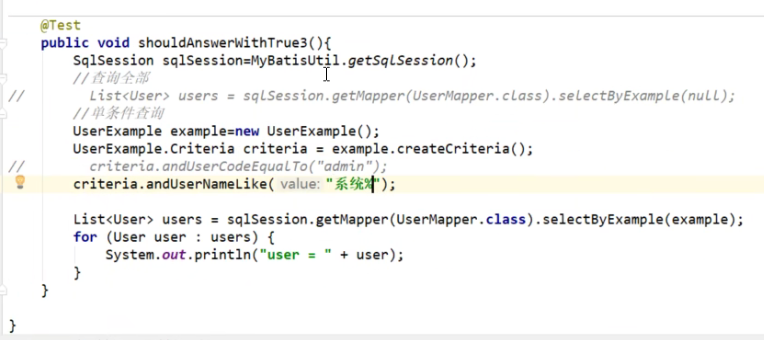 @Test
public void shouldAnswerWithTrue3(){
SqlSession sqlSession=MyBatisUtil.getSqlSession();
//查询全部
// List<User> users = sqlSession.getMapper(UserMapper.class).selectByExample(null);
//单条件查询
UserExample example=new UserExample();
UserExample.Criteria criteria = example.createCriteria();
// criteria.andUserCodeEqualTo("admin");
criteria.andUserNameLike( value: "系统%");
List<User> users = sqlSession.getMapper(UserMapper.class).selectByExample(example);
for (User user : users) {
System.out.println("user = " + user);
}
}
}